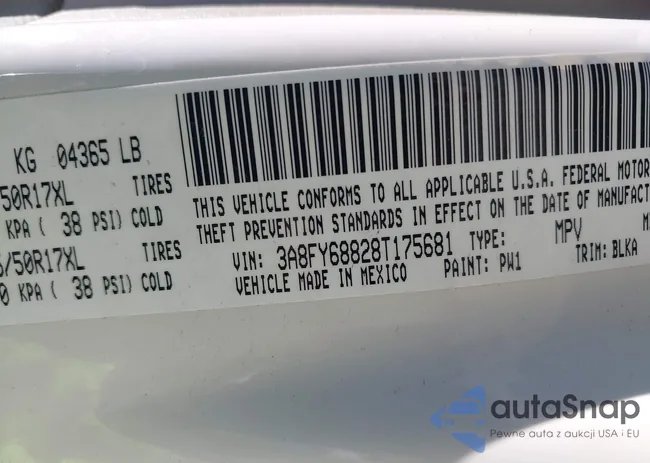 KG 04365 LB
50R17XL TIRES
KPA ( 38 PSI) COLD
/50R17XL TIRES
0 KPA ( 38 PSI) COLD
THIS VEHICLE CONFORMS TO ALL APPLICABLE U.S.A. FEDERAL MOTOR
THEFT PREVENTION STANDARDS IN EFFECT ON THE DATE OF MANUFACT
VIN: 3A8FY68828T175681 TYPE: MPV
VEHICLE MADE IN MEXICO PAINT: PW1 TRIM: BLKA
autaSnap
Pewne auta z aukcji USA i EU